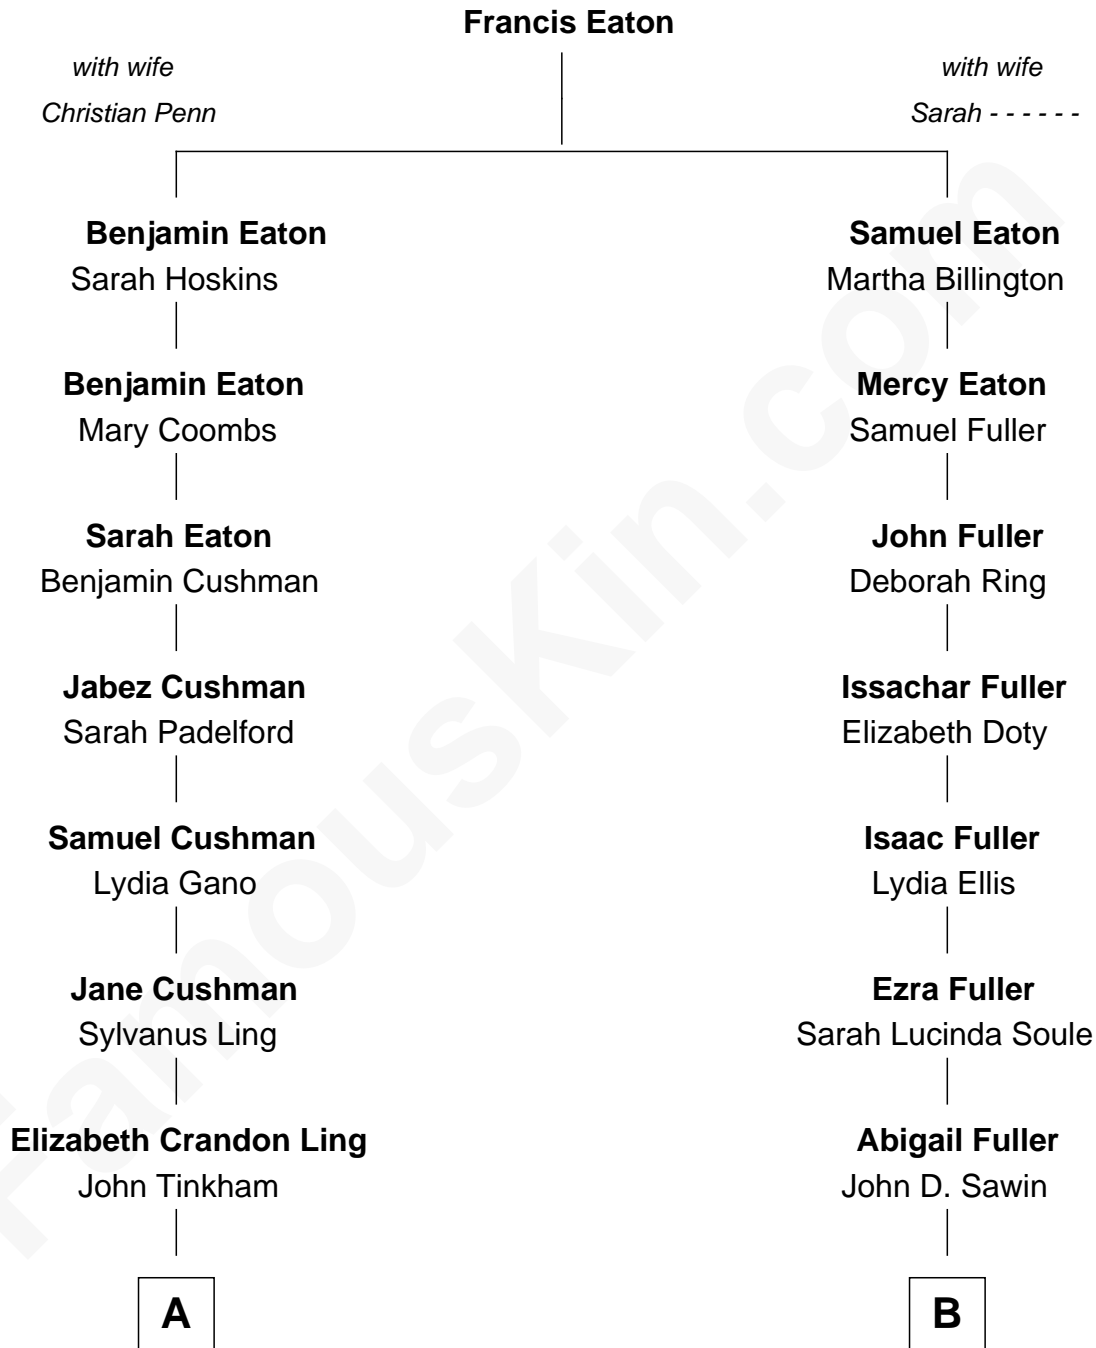 Francis Eaton
with wife
Christian Penn
with wife
Sarah - - - - - -
Benjamin Eaton
Sarah Hoskins
Samuel Eaton
Martha Billington
Benjamin Eaton
Mary Coombs
Mercy Eaton
Samuel Fuller
Sarah Eaton
Benjamin Cushman
John Fuller
Deborah Ring
Jabez Cushman
Sarah Padelford
Issachar Fuller
Elizabeth Doty
Samuel Cushman
Lydia Gano
Isaac Fuller
Lydia Ellis
Jane Cushman
Sylvanus Ling
Ezra Fuller
Sarah Lucinda Soule
Elizabeth Crandon Ling
John Tinkham
Abigail Fuller
John D. Sawin
A
B
FamousKin.com